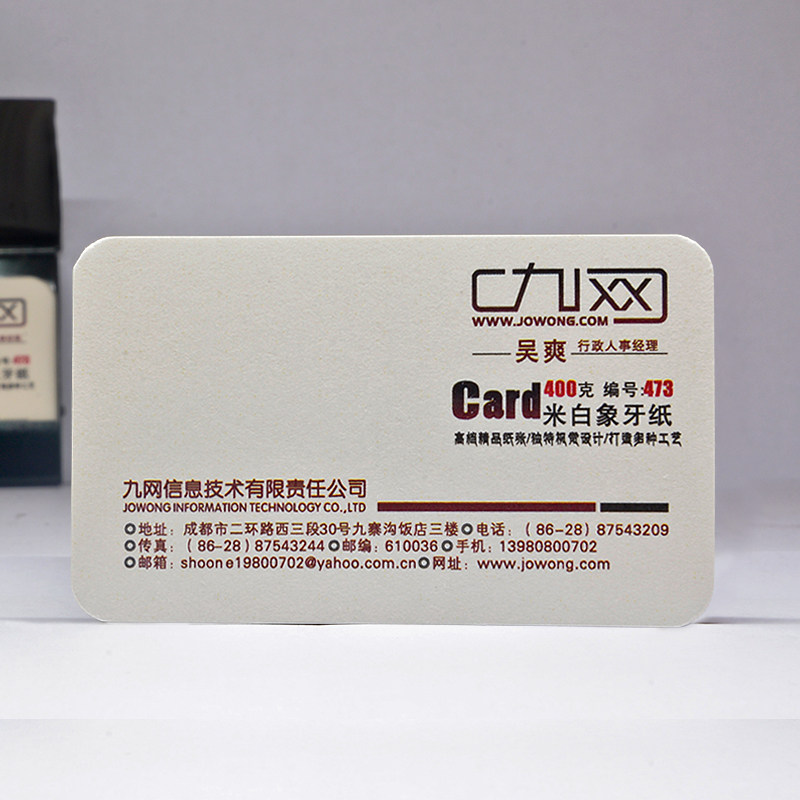 九网
WWW.JOWONG.COM
吴爽 行政人事经理
Card 400克 编号:473
米白象牙纸
高档精品纸张/独特视觉设计/打造多种工艺
九网信息技术有限责任公司
JOWONG INFORMATION TECHNOLOGY CO.,LTD
地址：成都市二环路西三段30号九寨沟饭店三楼 电话：(86-28) 87543209
传真：(86-28) 87543244 邮编：610036 手机：13980800702
邮箱：shoone19800702@yahoo.com.cn 网址：www.jowong.com